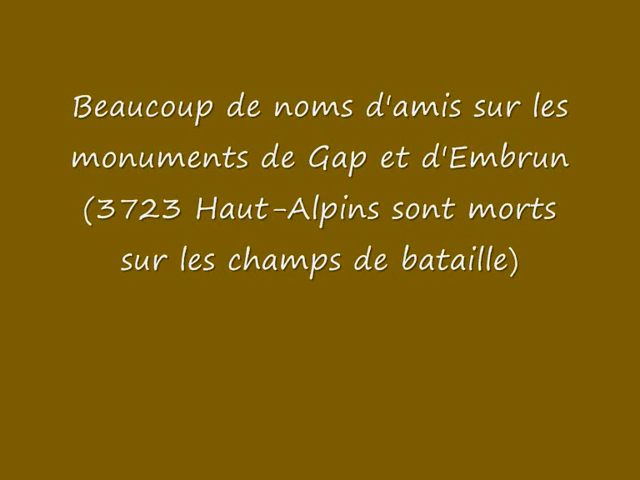 Beaucoup de noms d'amis sur les
monuments de Gap et d'Embrun
(3723 Haut-Alpins sont morts
sur les champs de bataille)